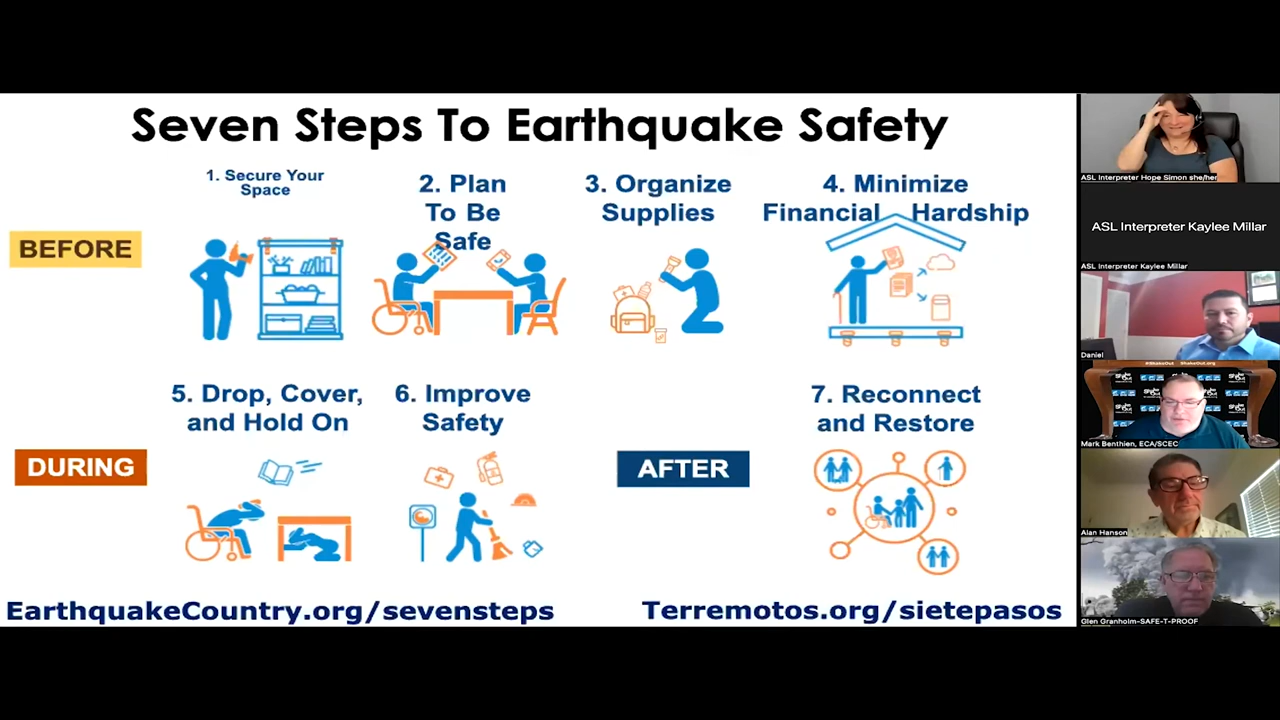 Seven Steps To Earthquake Safety
1. Secure Your
Space
2. Plan
To Be
Safe
3. Organize
Supplies
4. Minimize
Financial Hardship
BEFORE
5. Drop, Cover,
and Hold On
6. Improve
Safety
7. Reconnect
and Restore
DURING
AFTER
EarthquakeCountry.org/sevensteps
Terremotos.org/sietepasos
ASL Interpreter Hope Simon she/her
ASL Interpreter Kaylee Millar
ASL Interpreter Kaylee Millar
Daniel
#ShakeOut ShakeOut.org
Mark Benthien, ECA/SCEC
Alan Hanson
Glen Granholm-SAFE-T-PROOF